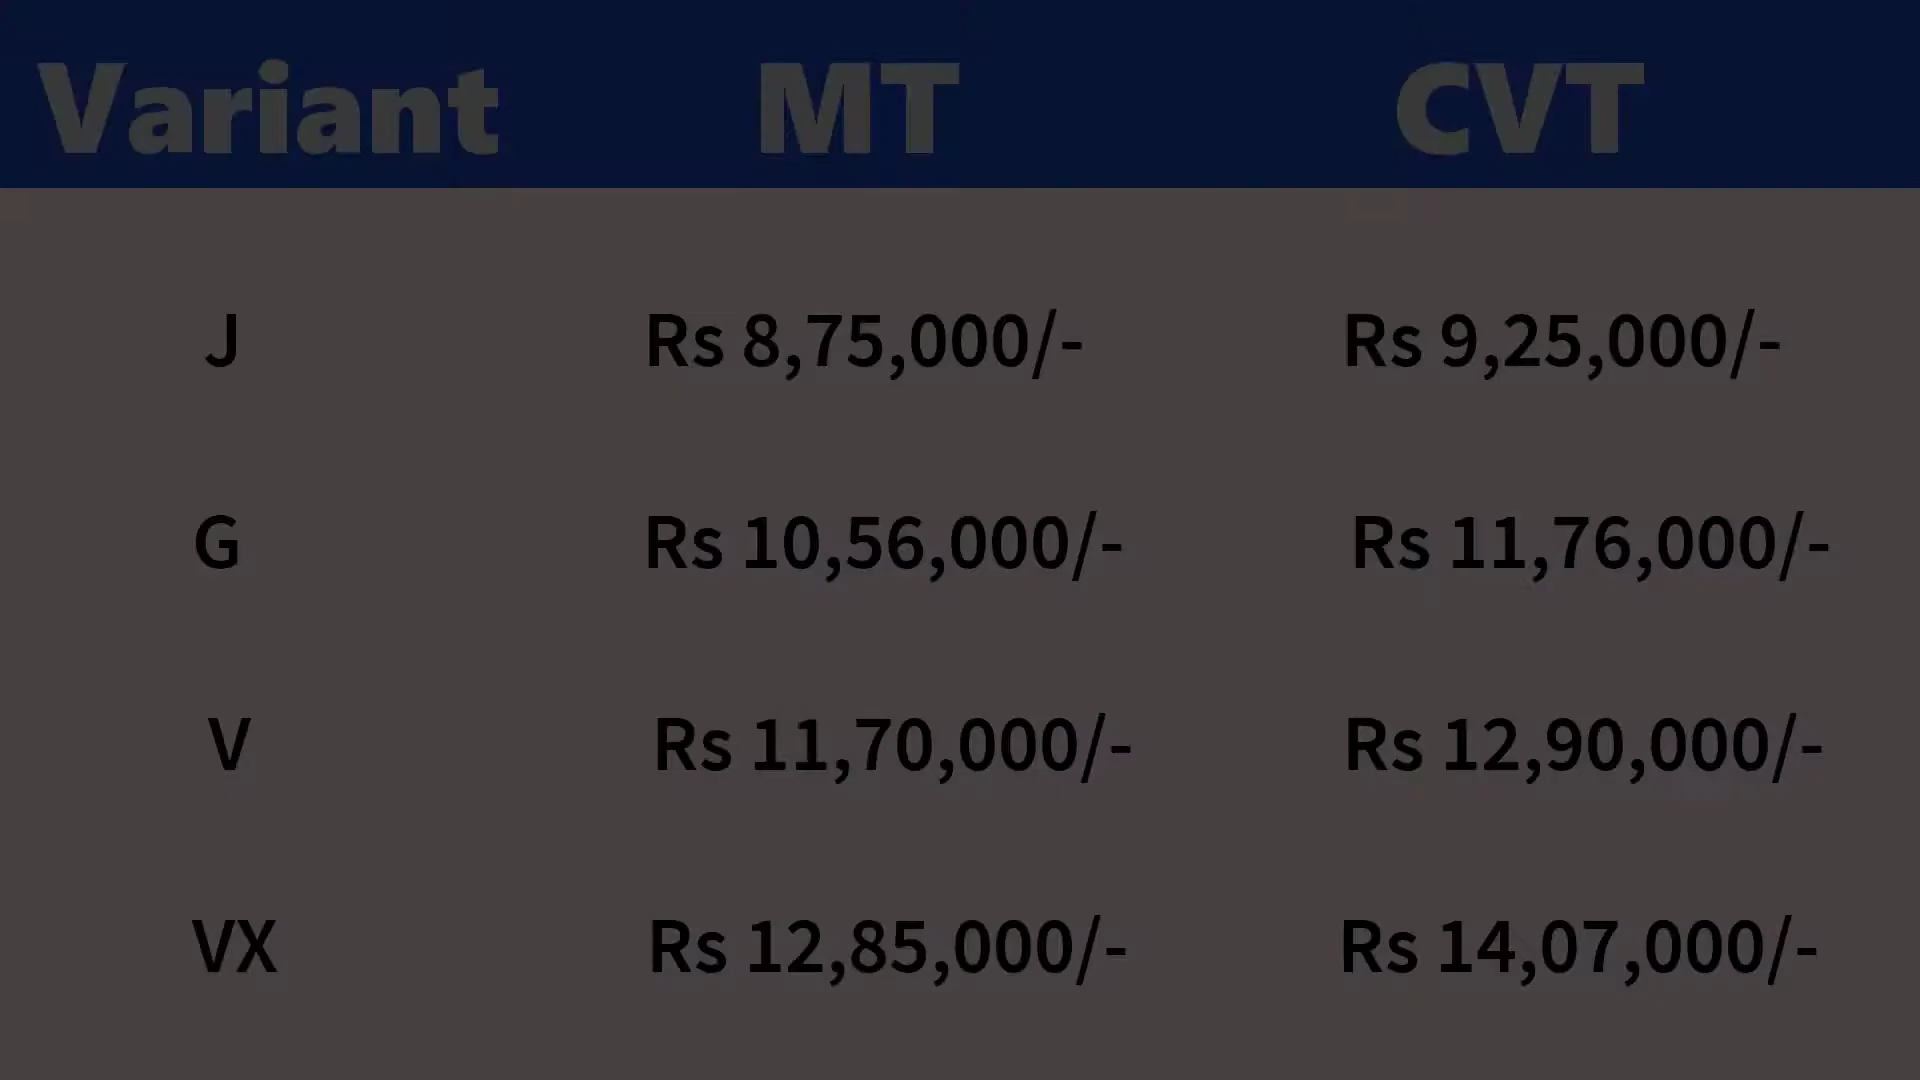 Variant MT CVT
J Rs 8,75,000/- Rs 9,25,000/-
G Rs 10,56,000/- Rs 11,76,000/-
V Rs 11,70,000/- Rs 12,90,000/-
VX Rs 12,85,000/- Rs 14,07,000/-